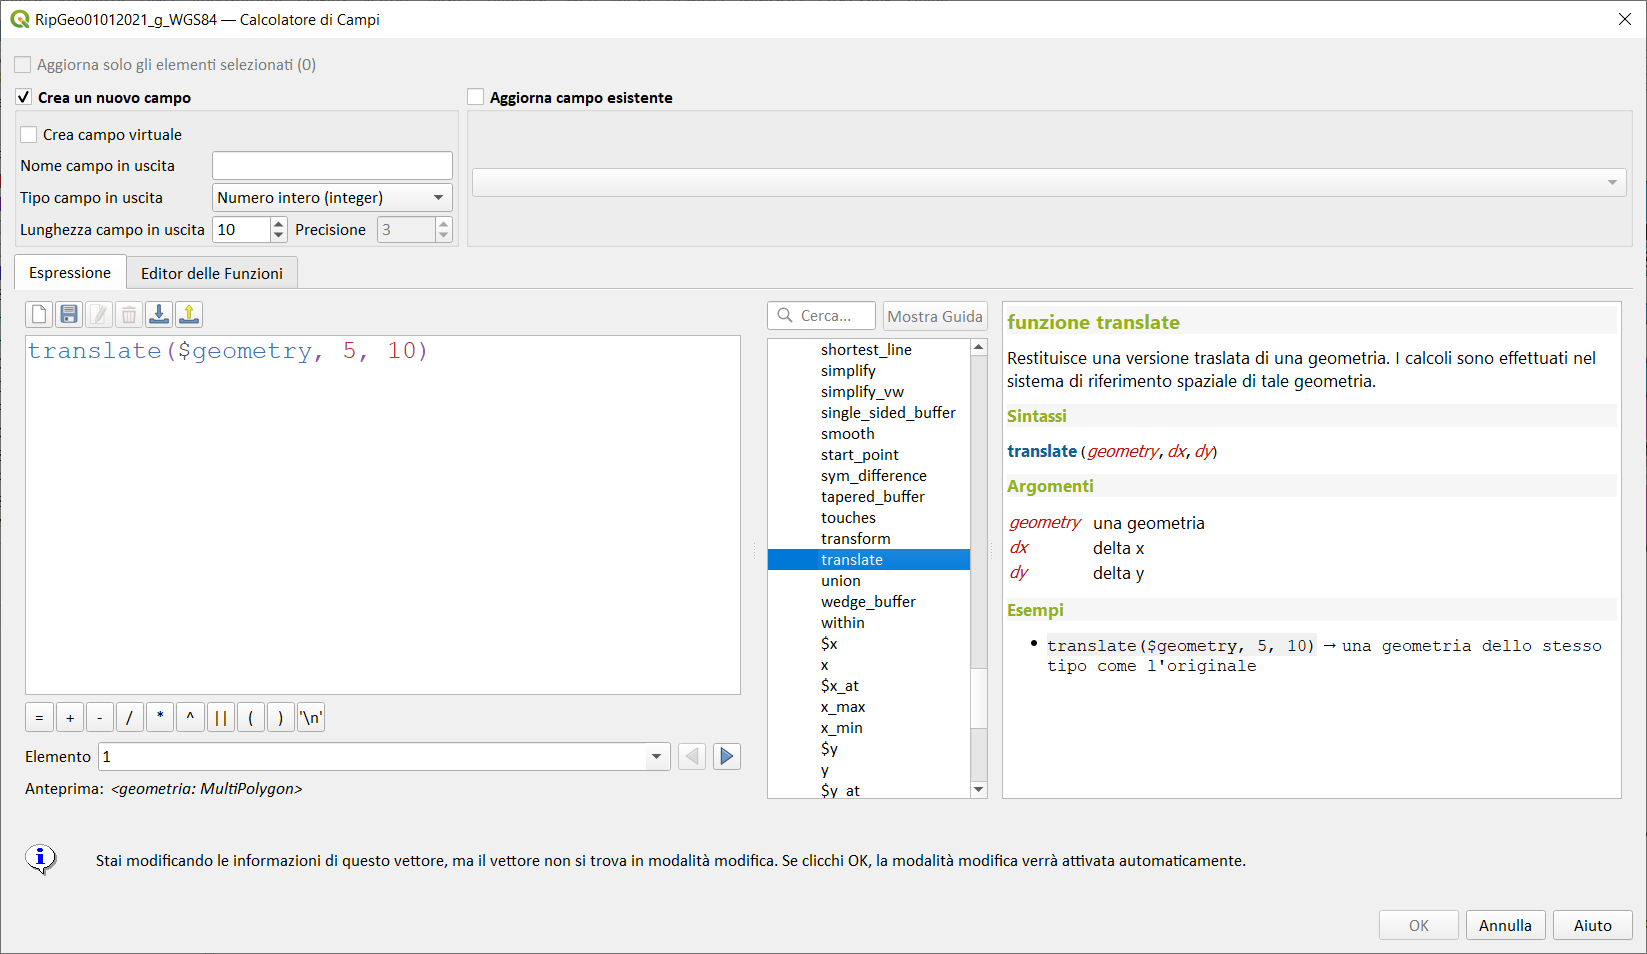 RipGeo01012021_g_WGS84 — Calcolatore di Campi
Aggiorna solo gli elementi selezionati (0)
Crea un nuovo campo
Aggiorna campo esistente
Crea campo virtuale
Nome campo in uscita
Tipo campo in uscita
Numero intero (integer)
Lunghezza campo in uscita
10
Precisione
3
Espressione
Editor delle Funzioni
translate($geometry, 5, 10)
= + - / * ^ || ( ) '\n'
Elemento
1
Anteprima: <geometria: MultiPolygon>
Cerca...
Mostra Guida
shortest_line
simplify
simplify_vw
single_sided_buffer
smooth
start_point
sym_difference
tapered_buffer
touches
transform
translate
union
wedge_buffer
within
$x
x
$x_at
x_max
x_min
$y
y
$y_at
funzione translate
Restituisce una versione traslata di una geometria. I calcoli sono effettuati nel
sistema di riferimento spaziale di tale geometria.
Sintassi
translate(geometry, dx, dy)
Argomenti
geometry una geometria
dx delta x
dy delta y
Esempi
• translate($geometry, 5, 10) → una geometria dello stesso
tipo come l'originale
Stai modificando le informazioni di questo vettore, ma il vettore non si trova in modalità modifica. Se clicchi OK, la modalità modifica verrà attivata automaticamente.
OK
Annulla
Aiuto